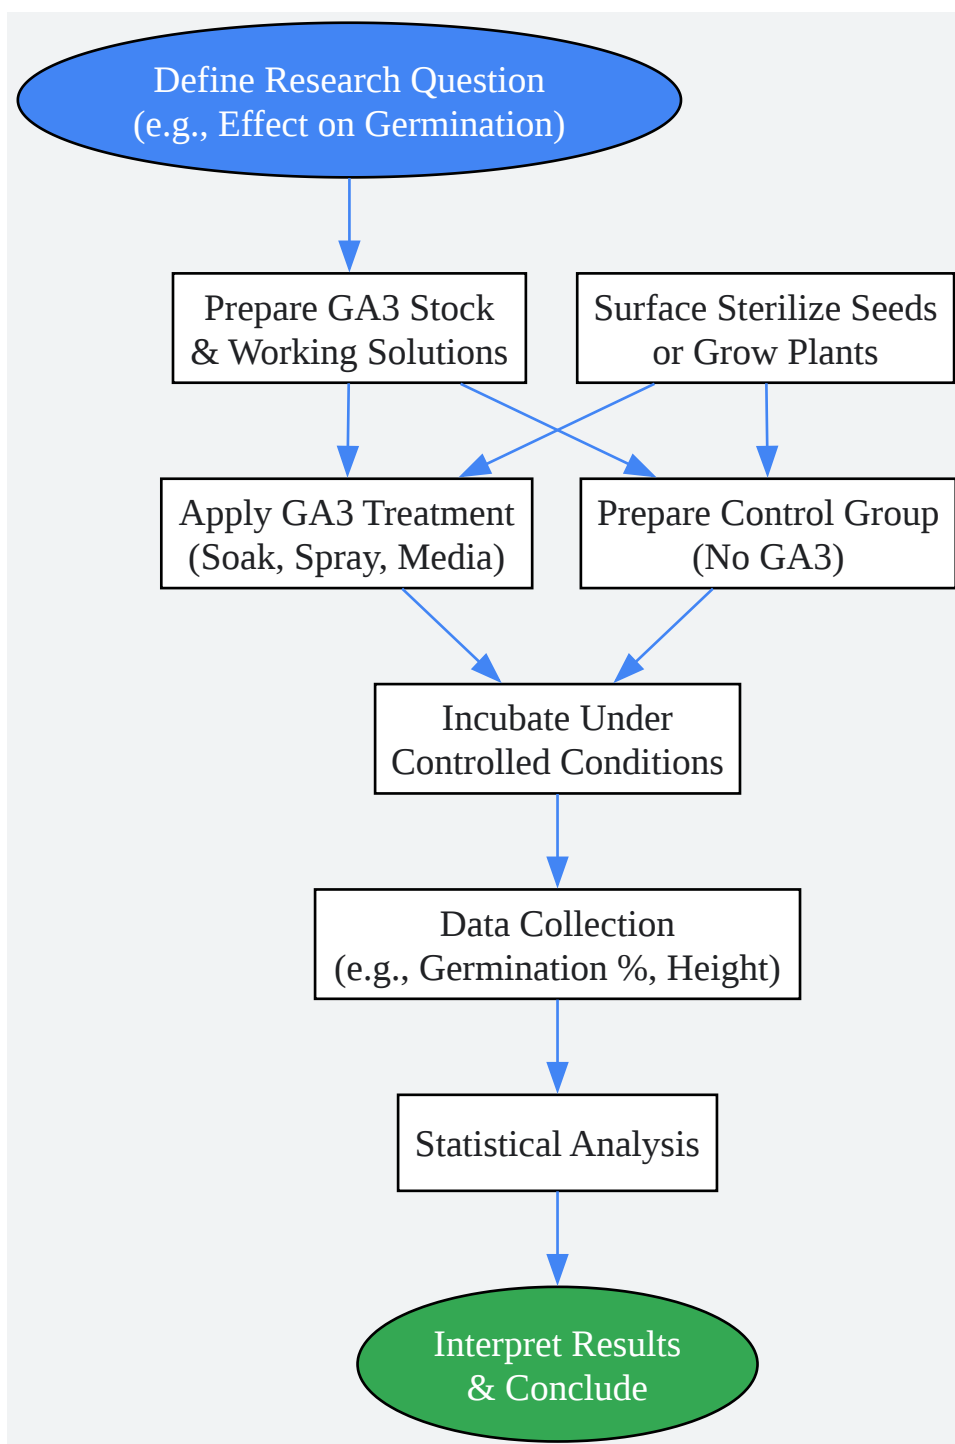 Define Research Question
(e.g., Effect on Germination)
Prepare GA3 Stock
& Working Solutions
Surface Sterilize Seeds
or Grow Plants
Apply GA3 Treatment
(Soak, Spray, Media)
Prepare Control Group
(No GA3)
Incubate Under
Controlled Conditions
Data Collection
(e.g., Germination %, Height)
Statistical Analysis
Interpret Results
& Conclude